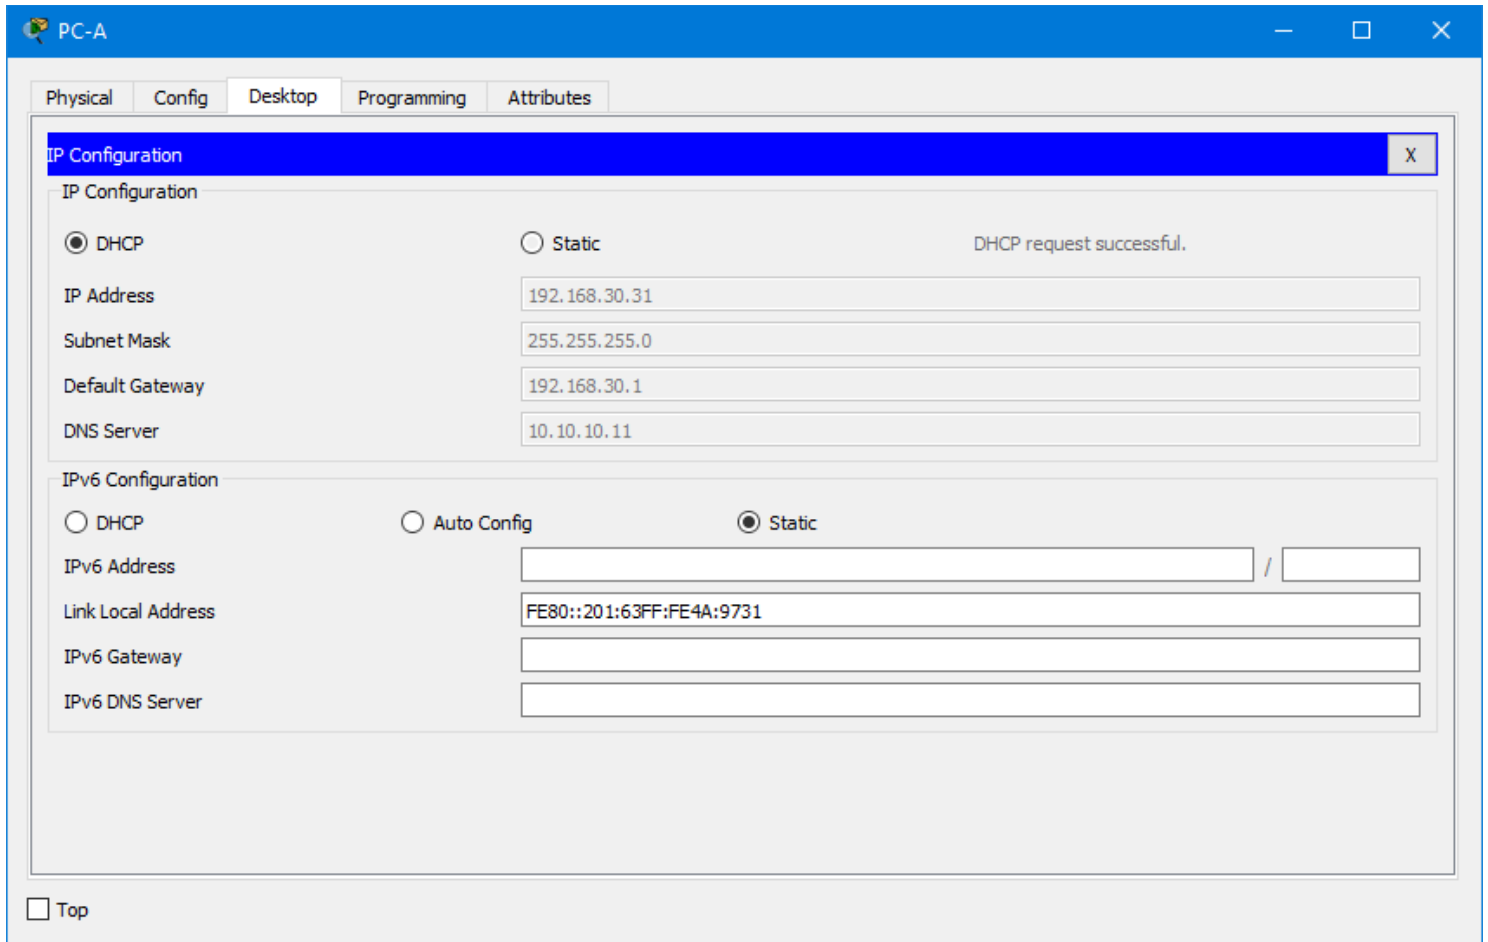 PC-A
Physical Config Desktop Programming Attributes
IP Configuration X
IP Configuration
DHCP Static DHCP request successful.
IP Address 192.168.30.31
Subnet Mask 255.255.255.0
Default Gateway 192.168.30.1
DNS Server 10.10.10.11
IPv6 Configuration
DHCP Auto Config Static
IPv6 Address /
Link Local Address FE80::201:63FF:FE4A:9731
IPv6 Gateway
IPv6 DNS Server
Top